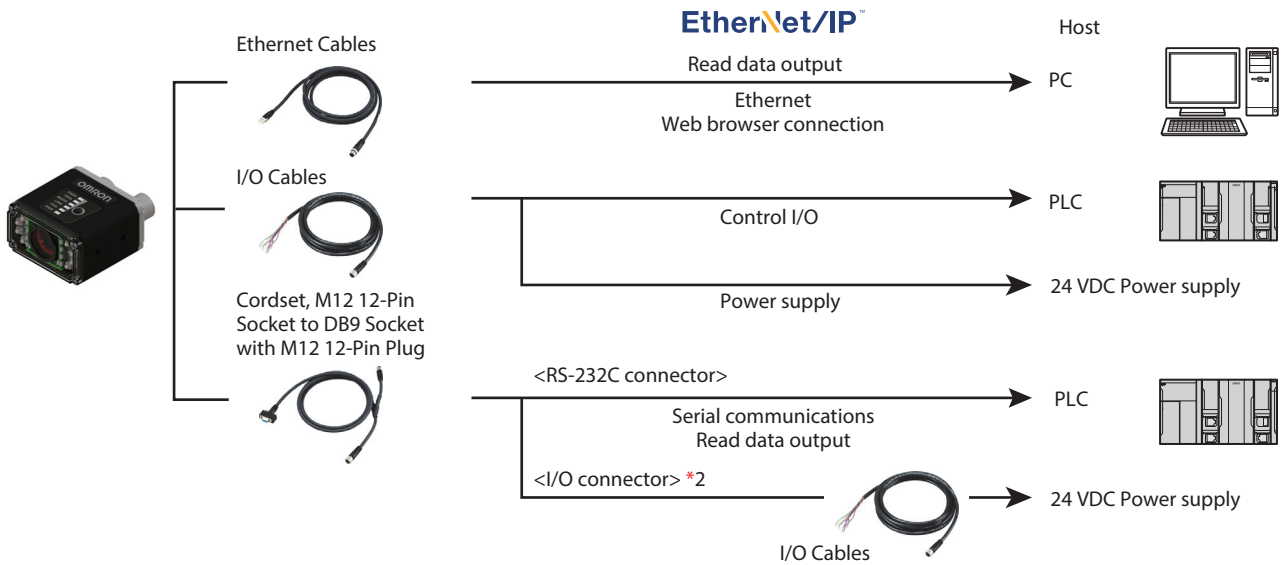 EtherNet/IP™
Host
Ethernet Cables
Read data output
PC
Ethernet
Web browser connection
OMRON
I/O Cables
Control I/O
PLC
Power supply
24 VDC Power supply
Cordset, M12 12-Pin
Socket to DB9 Socket
with M12 12-Pin Plug
<RS-232C connector>
PLC
Serial communications
Read data output
<I/O connector> *2
24 VDC Power supply
I/O Cables